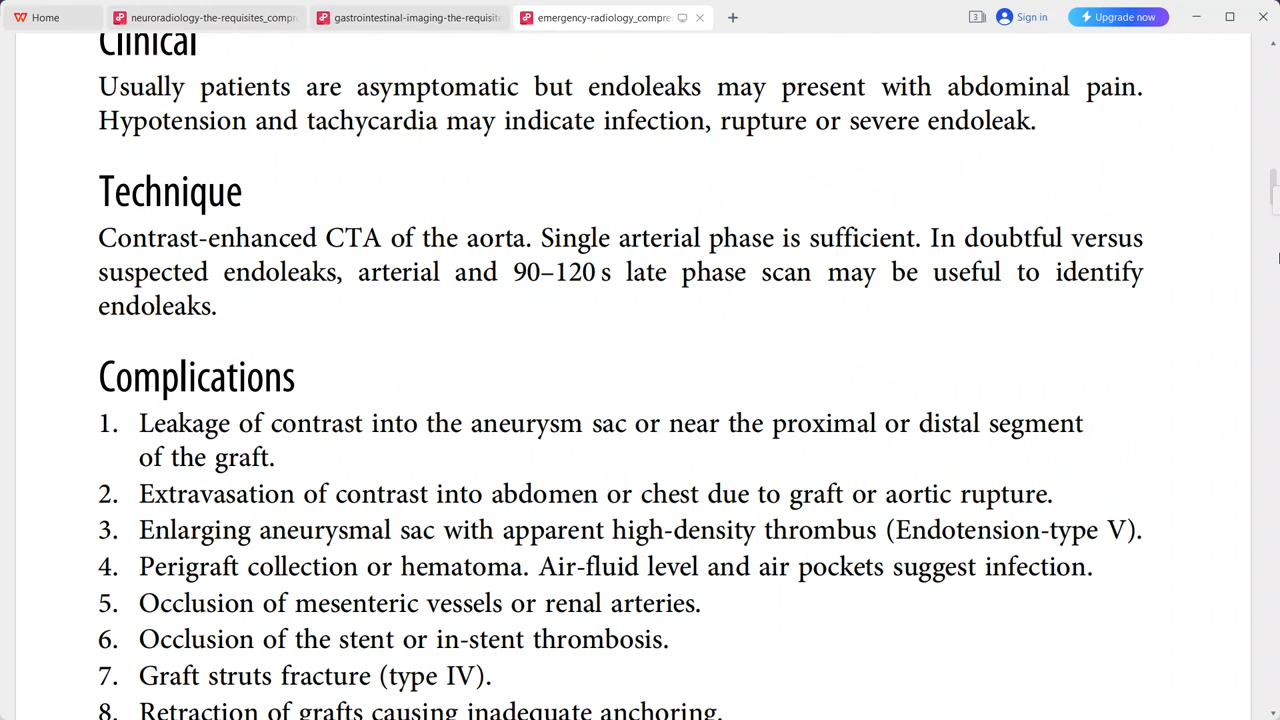 Home
neuroradiology-the-requisites_compre
gastrointestinal-imaging-the-requisite
emergency-radiology_compre
3
Sign in
Upgrade now
Clinical
Usually patients are asymptomatic but endoleaks may present with abdominal pain.
Hypotension and tachycardia may indicate infection, rupture or severe endoleak.
Technique
Contrast-enhanced CTA of the aorta. Single arterial phase is sufficient. In doubtful versus
suspected endoleaks, arterial and 90–120 s late phase scan may be useful to identify
endoleaks.
Complications
1. Leakage of contrast into the aneurysm sac or near the proximal or distal segment
of the graft.
2. Extravasation of contrast into abdomen or chest due to graft or aortic rupture.
3. Enlarging aneurysmal sac with apparent high-density thrombus (Endotension-type V).
4. Perigraft collection or hematoma. Air-fluid level and air pockets suggest infection.
5. Occlusion of mesenteric vessels or renal arteries.
6. Occlusion of the stent or in-stent thrombosis.
7. Graft struts fracture (type IV).
8. Retraction of grafts causing inadequate anchoring.